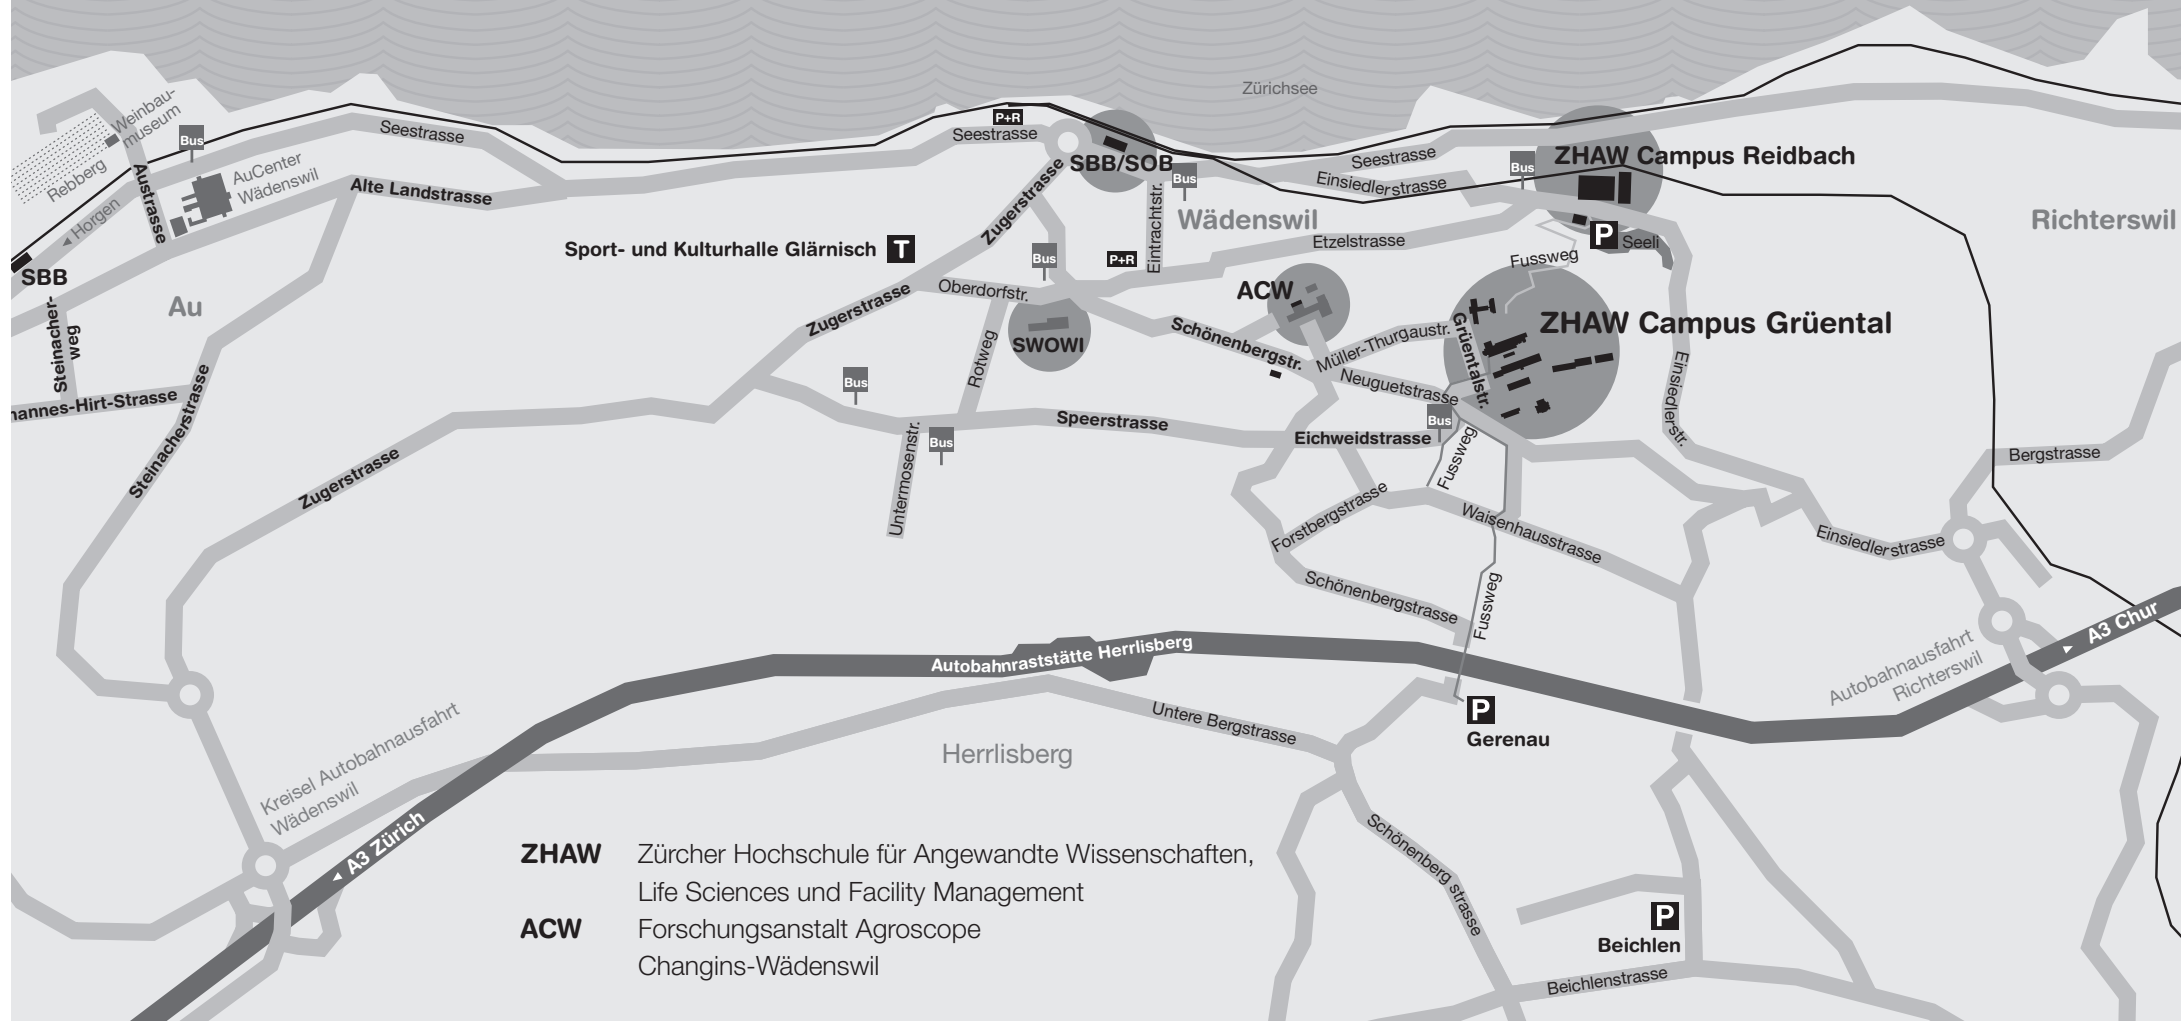 Zürichsee
Weinbau-
museum
Rebberg
Bus
AuCenter
Wädenswil
◄ Horgen
Austrasse
Seestrasse
Alte Landstrasse
SBB
Steinacher-
weg
Au
hannes-Hirt-Strasse
Steinacherstrasse
Zugerstrasse
Sport- und Kulturhalle Glärnisch T
P+R
Seestrasse
SBB/SOB
Bus
Zugerstrasse
Eintrachtstr.
Wädenswil
Bus
P+R
Oberdorfstr.
Zugerstrasse
SWOWI
Rotweg
Bus
Bus
Untermosenstr.
Speerstrasse
Seestrasse
Einsiedlerstrasse
Etzelstrasse
Bus
ZHAW Campus Reidbach
P Seeli
Fussweg
Richterswil
ACW
Schönenbergstr.
Müller-Thurgaustr.
Neuguetstrasse
Grüentalstr.
ZHAW Campus Grüental
Einsiedlerstr.
Eichweidstrasse
Bus
Fussweg
Forstbergstrasse
Waisenhausstrasse
Schönenbergstrasse
Fussweg
Bergstrasse
Einsiedlerstrasse
A3 Chur
►
Autobahnausfahrt
Richterswil
Autobahnraststätte Herrlisberg
Untere Bergstrasse
P
Gerenau
Herrlisberg
Kreisel Autobahnausfahrt
Wädenswil
◄ A3 Zürich
Schönenberg strasse
P
Beichlen
Beichlenstrasse
ZHAW Zürcher Hochschule für Angewandte Wissenschaften,
Life Sciences und Facility Management
ACW Forschungsanstalt Agroscope
Changins-Wädenswil